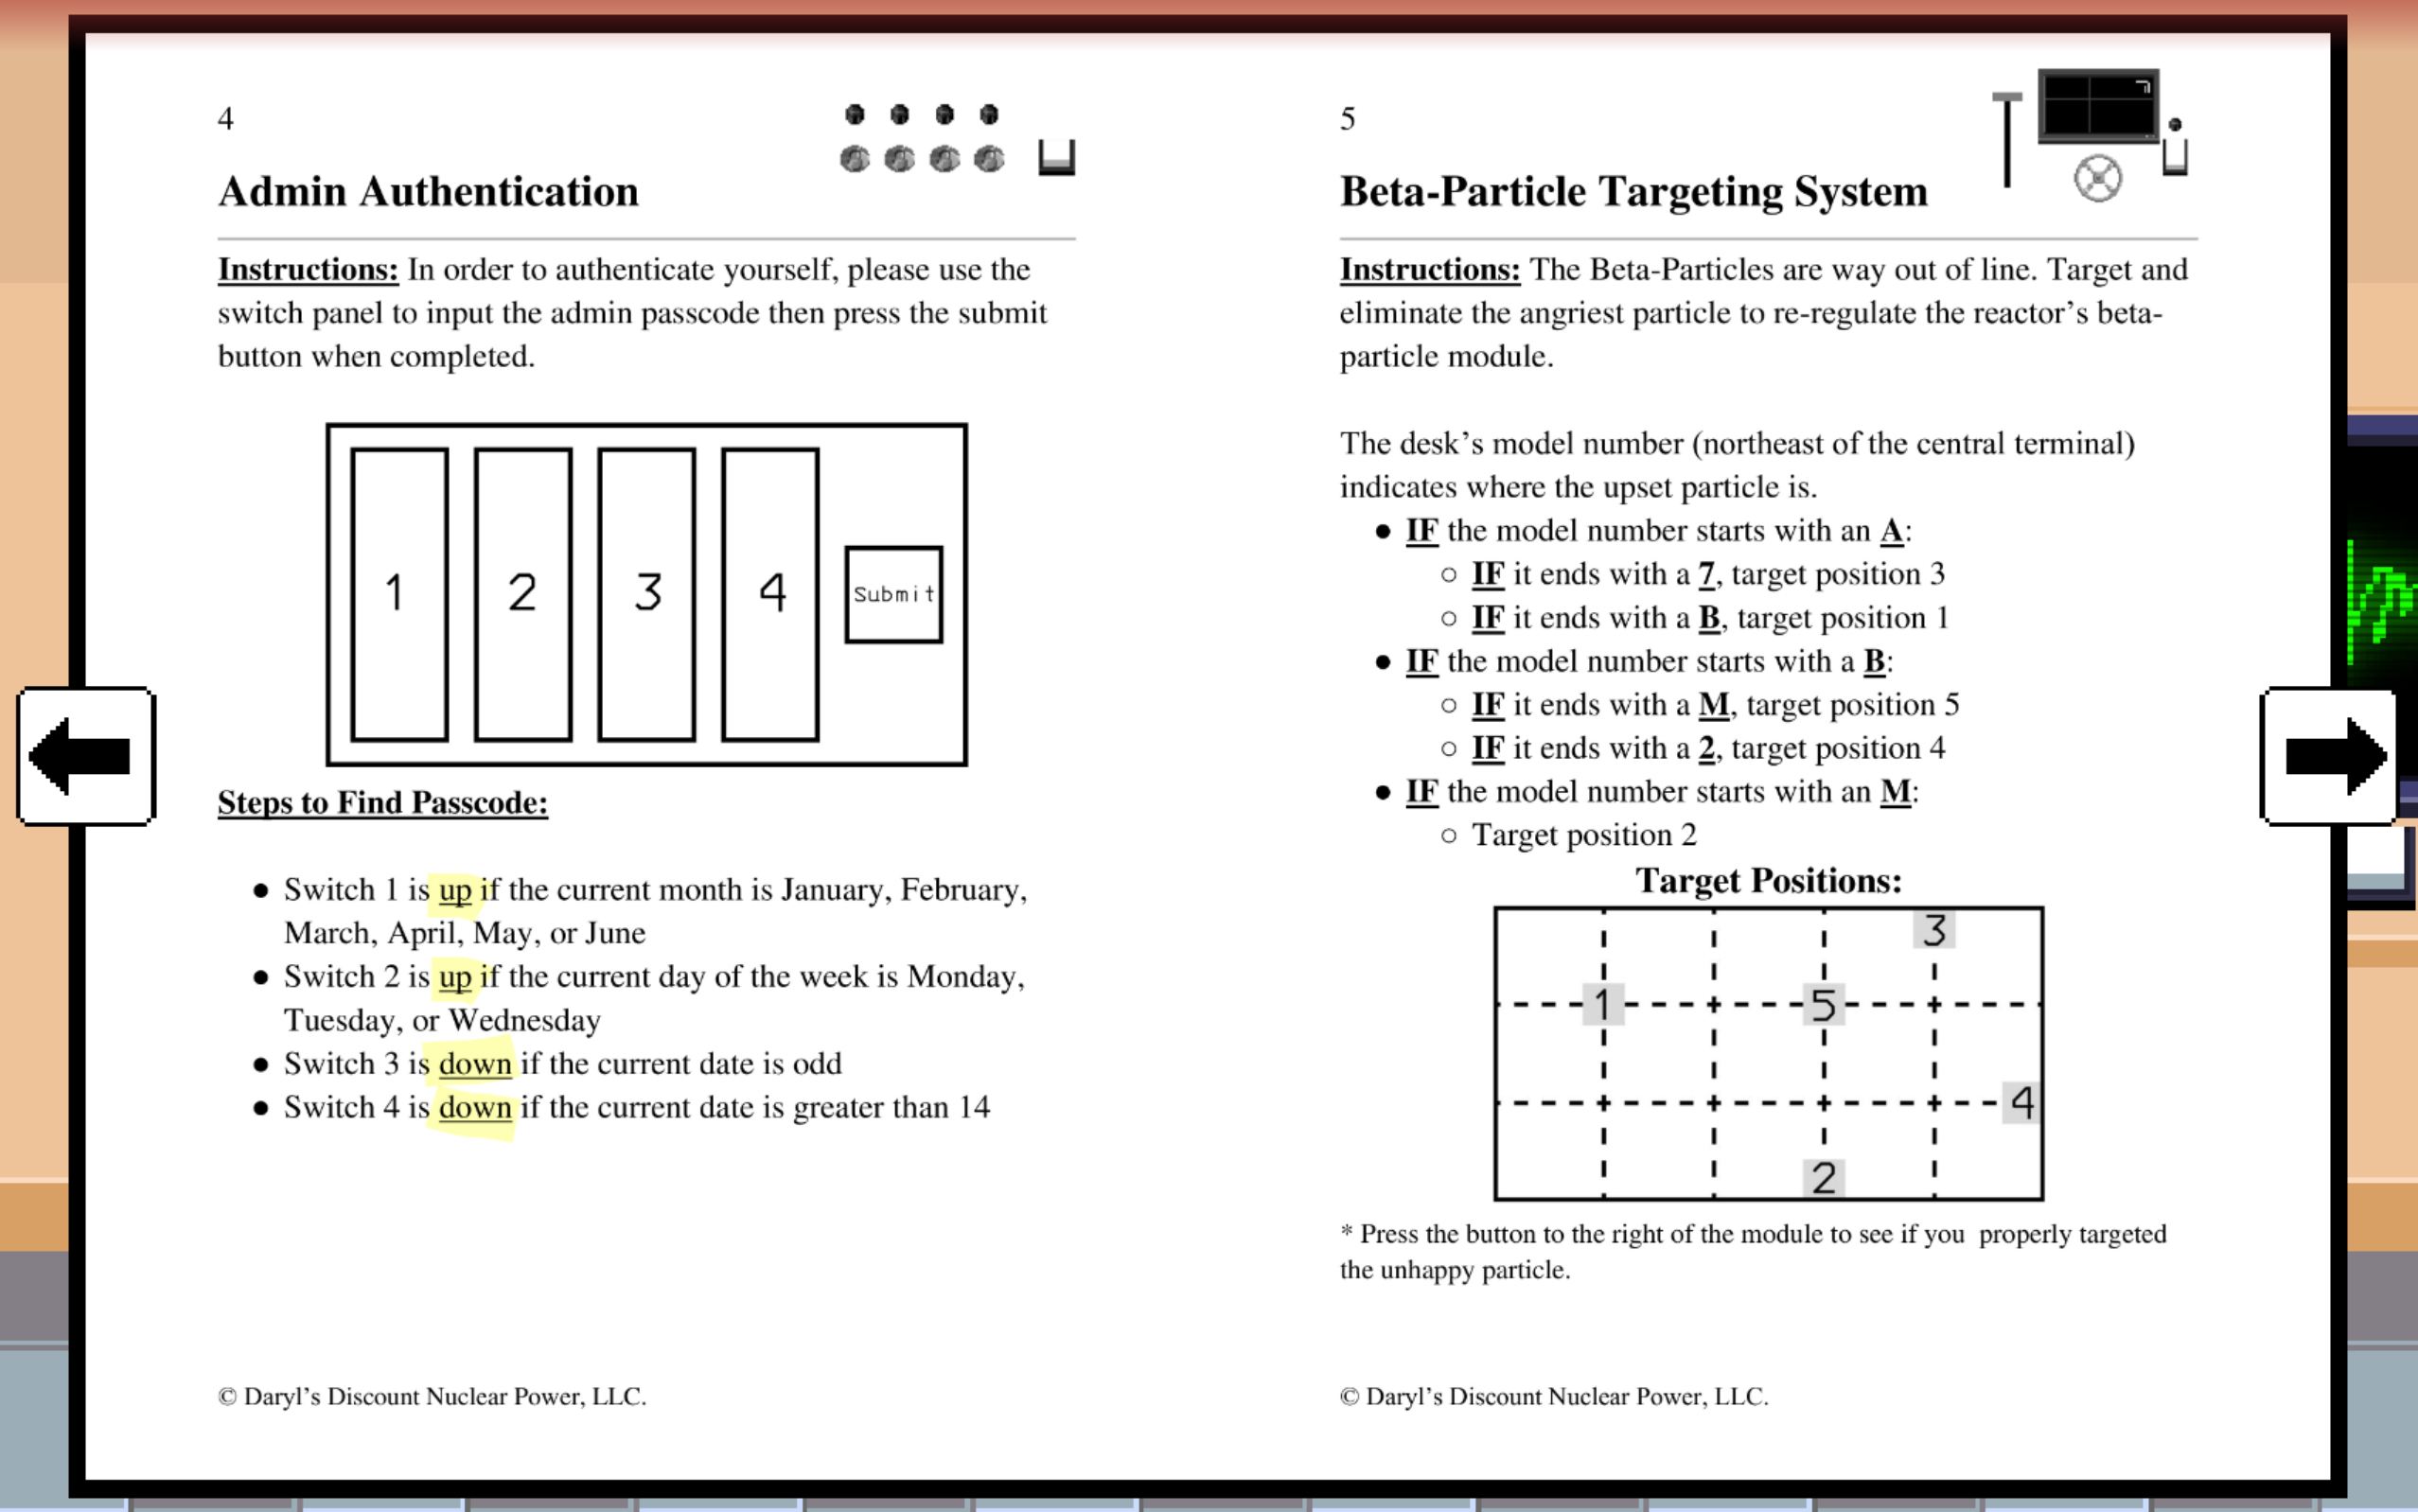 4
Admin Authentication
Instructions: In order to authenticate yourself, please use the
switch panel to input the admin passcode then press the submit
button when completed.
1 2 3 4 Submit
Steps to Find Passcode:
● Switch 1 is up if the current month is January, February,
March, April, May, or June
● Switch 2 is up if the current day of the week is Monday,
Tuesday, or Wednesday
● Switch 3 is down if the current date is odd
● Switch 4 is down if the current date is greater than 14
© Daryl's Discount Nuclear Power, LLC.
5
Beta-Particle Targeting System
Instructions: The Beta-Particles are way out of line. Target and
eliminate the angriest particle to re-regulate the reactor's beta-
particle module.
The desk's model number (northeast of the central terminal)
indicates where the upset particle is.
● IF the model number starts with an A:
○ IF it ends with a 7, target position 3
○ IF it ends with a B, target position 1
● IF the model number starts with a B:
○ IF it ends with a M, target position 5
○ IF it ends with a 2, target position 4
● IF the model number starts with an M:
○ Target position 2
Target Positions:
3
1 5
4
2
* Press the button to the right of the module to see if you properly targeted
the unhappy particle.
© Daryl's Discount Nuclear Power, LLC.